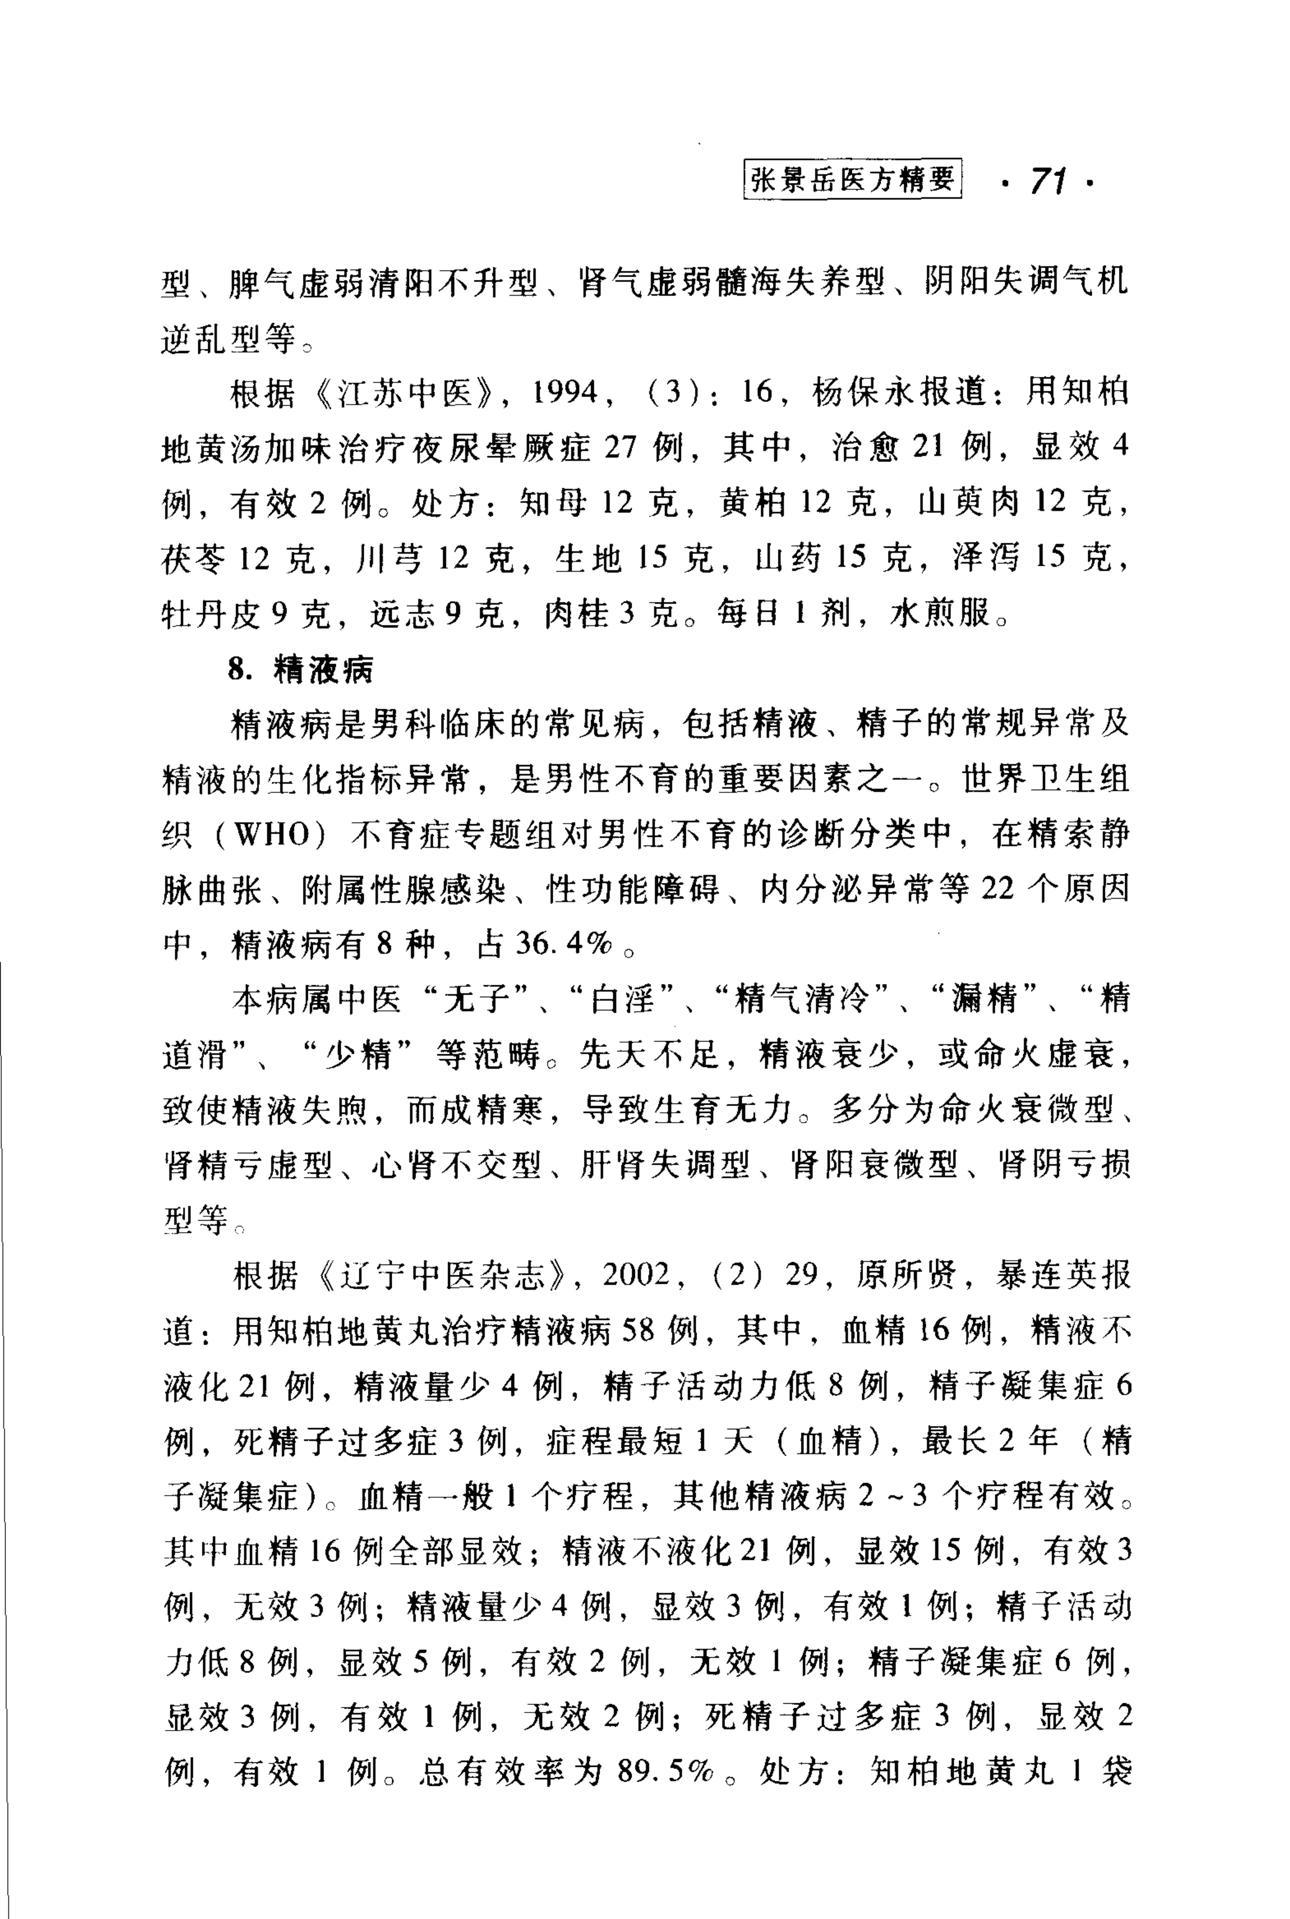 张景岳医方精要 · 71 ·
型、脾气虚弱清阳不升型、肾气虚弱髓海失养型、阴阳失调气机
逆乱型等。
根据《江苏中医》，1994，（3）：16，杨保永报道：用知柏
地黄汤加味治疗夜尿晕厥症 27 例，其中，治愈 21 例，显效 4
例，有效 2 例。处方：知母 12 克，黄柏 12 克，山萸肉 12 克，
茯苓 12 克，川芎 12 克，生地 15 克，山药 15 克，泽泻 15 克，
牡丹皮 9 克，远志 9 克，肉桂 3 克。每日 1 剂，水煎服。
8. 精液病
精液病是男科临床的常见病，包括精液、精子的常规异常及
精液的生化指标异常，是男性不育的重要因素之一。世界卫生组
织（WHO）不育症专题组对男性不育的诊断分类中，在精索静
脉曲张、附属性腺感染、性功能障碍、内分泌异常等 22 个原因
中，精液病有 8 种，占 36.4%。
本病属中医“无子”、“白淫”、“精气清冷”、“漏精”、“精
道滑”、“少精”等范畴。先天不足，精液衰少，或命火虚衰，
致使精液失煦，而成精寒，导致生育无力。多分为命火衰微型、
肾精亏虚型、心肾不交型、肝肾失调型、肾阳衰微型、肾阴亏损
型等。
根据《辽宁中医杂志》，2002，（2）29，原所贤，暴连英报
道：用知柏地黄丸治疗精液病 58 例，其中，血精 16 例，精液不
液化 21 例，精液量少 4 例，精子活动力低 8 例，精子凝集症 6
例，死精子过多症 3 例，症程最短 1 天（血精），最长 2 年（精
子凝集症）。血精一般 1 个疗程，其他精液病 2～3 个疗程有效。
其中血精 16 例全部显效；精液不液化 21 例，显效 15 例，有效 3
例，无效 3 例；精液量少 4 例，显效 3 例，有效 1 例；精子活动
力低 8 例，显效 5 例，有效 2 例，无效 1 例；精子凝集症 6 例，
显效 3 例，有效 1 例，无效 2 例；死精子过多症 3 例，显效 2
例，有效 1 例。总有效率为 89.5%。处方：知柏地黄丸 1 袋